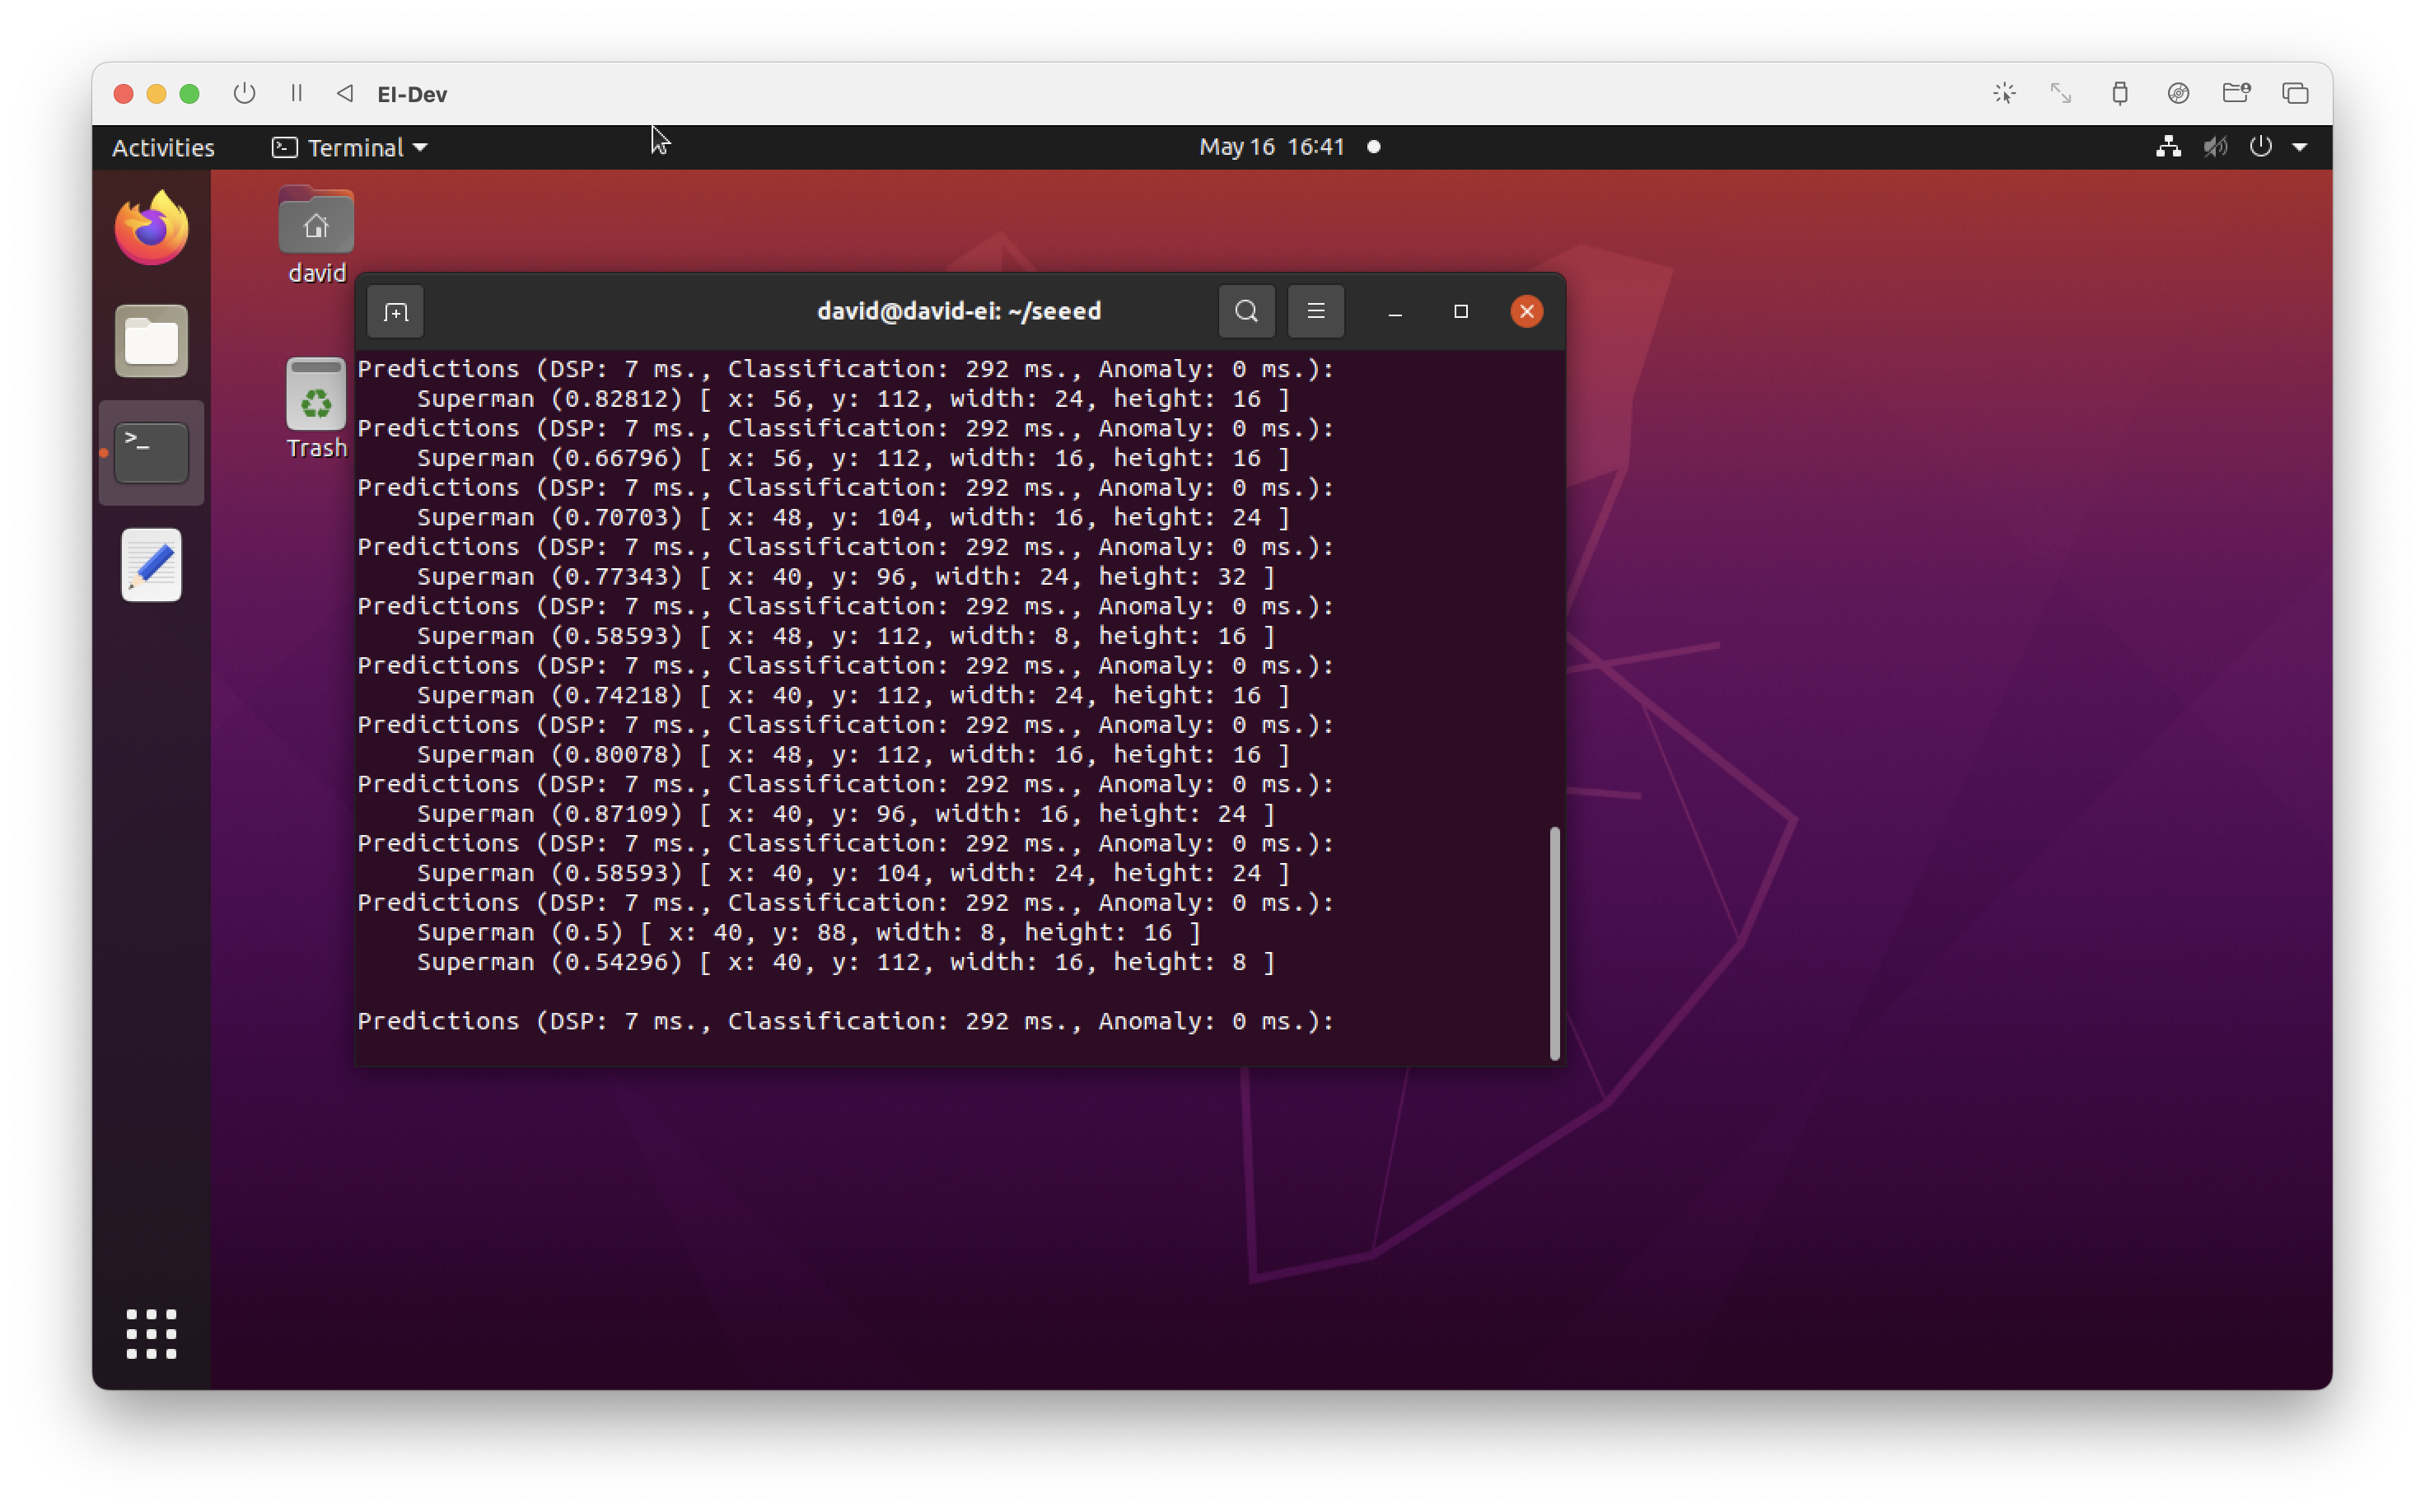 EI-Dev
Activities Terminal May 16 16:41
david
Trash
david@david-ei: ~/seeed
Predictions (DSP: 7 ms., Classification: 292 ms., Anomaly: 0 ms.):
Superman (0.82812) [ x: 56, y: 112, width: 24, height: 16 ]
Predictions (DSP: 7 ms., Classification: 292 ms., Anomaly: 0 ms.):
Superman (0.66796) [ x: 56, y: 112, width: 16, height: 16 ]
Predictions (DSP: 7 ms., Classification: 292 ms., Anomaly: 0 ms.):
Superman (0.70703) [ x: 48, y: 104, width: 16, height: 24 ]
Predictions (DSP: 7 ms., Classification: 292 ms., Anomaly: 0 ms.):
Superman (0.77343) [ x: 40, y: 96, width: 24, height: 32 ]
Predictions (DSP: 7 ms., Classification: 292 ms., Anomaly: 0 ms.):
Superman (0.58593) [ x: 48, y: 112, width: 8, height: 16 ]
Predictions (DSP: 7 ms., Classification: 292 ms., Anomaly: 0 ms.):
Superman (0.74218) [ x: 40, y: 112, width: 24, height: 16 ]
Predictions (DSP: 7 ms., Classification: 292 ms., Anomaly: 0 ms.):
Superman (0.80078) [ x: 48, y: 112, width: 16, height: 16 ]
Predictions (DSP: 7 ms., Classification: 292 ms., Anomaly: 0 ms.):
Superman (0.87109) [ x: 40, y: 96, width: 16, height: 24 ]
Predictions (DSP: 7 ms., Classification: 292 ms., Anomaly: 0 ms.):
Superman (0.58593) [ x: 40, y: 104, width: 24, height: 24 ]
Predictions (DSP: 7 ms., Classification: 292 ms., Anomaly: 0 ms.):
Superman (0.5) [ x: 40, y: 88, width: 8, height: 16 ]
Superman (0.54296) [ x: 40, y: 112, width: 16, height: 8 ]
Predictions (DSP: 7 ms., Classification: 292 ms., Anomaly: 0 ms.):